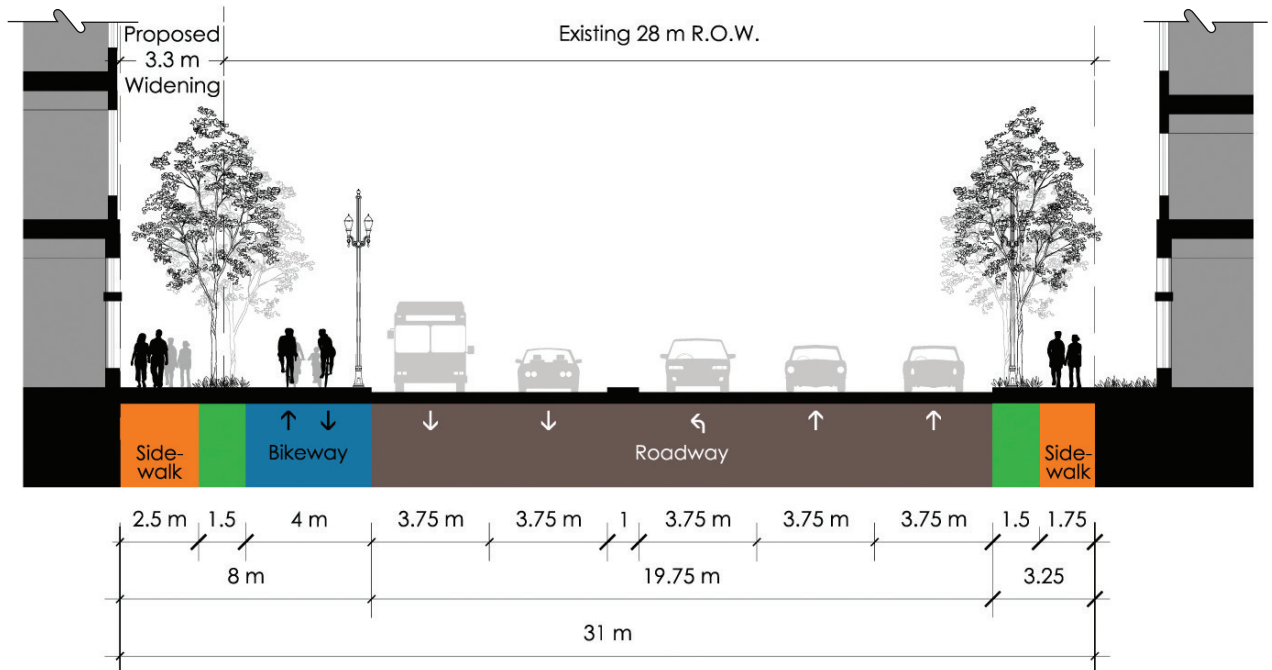 Proposed
3.3 m
Widening
Existing 28 m R.O.W.
Side-
walk
Bikeway
Roadway
Side-
walk
2.5 m 1.5 4 m 3.75 m 3.75 m 1 3.75 m 3.75 m 3.75 m 1.5 1.75
8 m 19.75 m 3.25
31 m